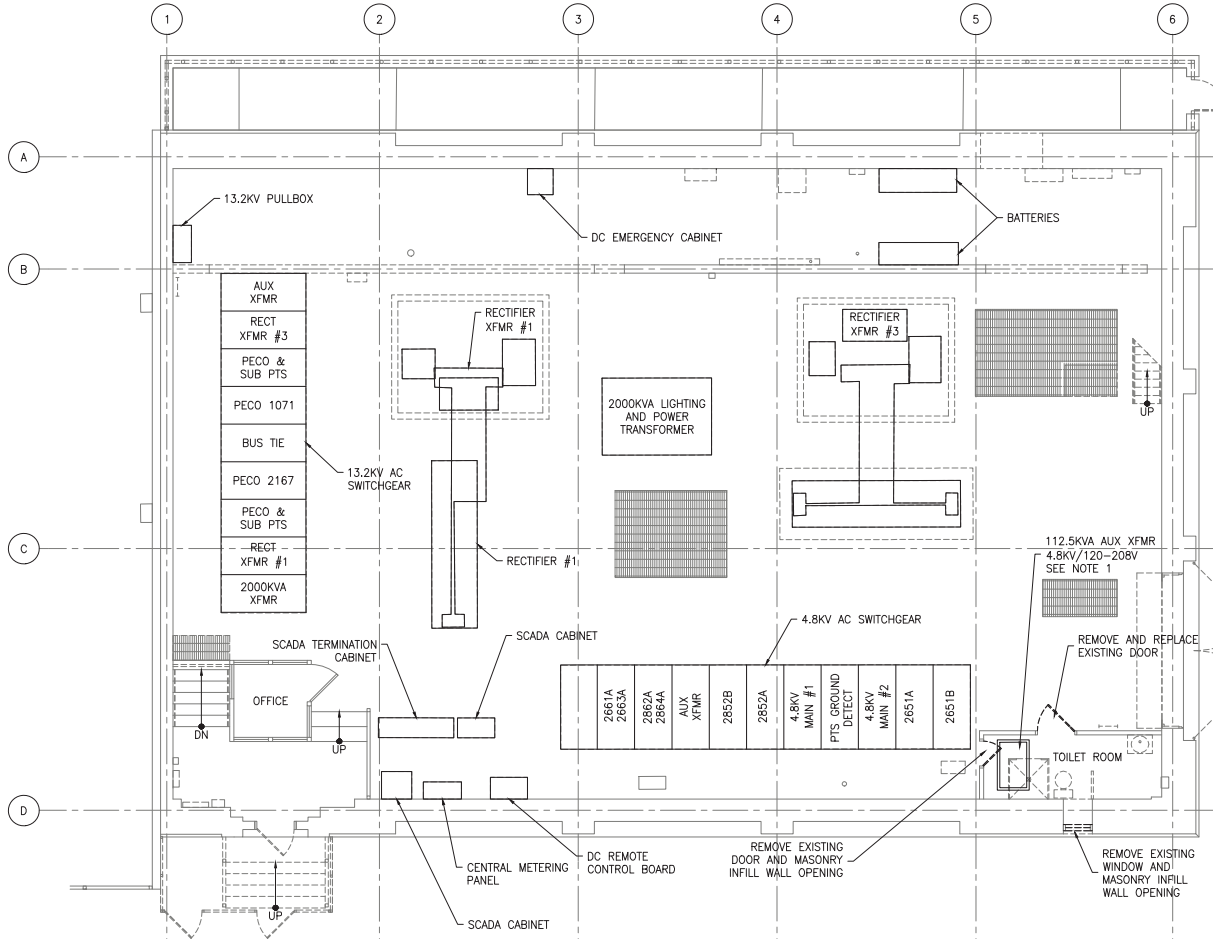 1
2
3
4
5
6
A
13.2KV PULLBOX
DC EMERGENCY CABINET
BATTERIES
B
AUX
XFMR
RECT
XFMR #3
PECO &
SUB PTS
PECO 1071
BUS TIE
PECO 2167
PECO &
SUB PTS
RECT
XFMR #1
2000KVA
XFMR
13.2KV AC
SWITCHGEAR
RECTIFIER
XFMR #1
RECTIFIER #1
2000KVA LIGHTING
AND POWER
TRANSFORMER
RECTIFIER
XFMR #3
UP
C
112.5KVA AUX XFMR
4.8KV/120-208V
SEE NOTE 1
REMOVE AND REPLACE
EXISTING DOOR
4.8KV AC SWITCHGEAR
SCADA TERMINATION
CABINET
SCADA CABINET
OFFICE
DN
UP
2661A
2663A
2862A
2864A
AUX
XFMR
2852B
2852A
4.8KV
MAIN #1
PTS GROUND
DETECT
4.8KV
MAIN #2
2651A
2651B
TOILET ROOM
D
UP
CENTRAL METERING
PANEL
DC REMOTE
CONTROL BOARD
SCADA CABINET
REMOVE EXISTING
DOOR AND MASONRY
INFILL WALL OPENING
REMOVE EXISTING
WINDOW AND
MASONRY INFILL
WALL OPENING